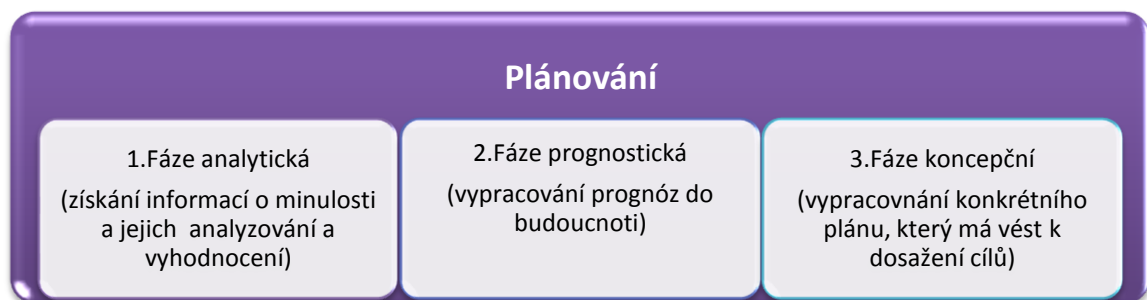 Plánování
1.Fáze analytická
(získání informací o minulosti
a jejich analyzování a
vyhodnocení)
2.Fáze prognostická
(vypracování prognóz do
budoucnoti)
3.Fáze koncepční
(vypracovnání konkrétního
plánu, který má vést k
dosažení cílů)